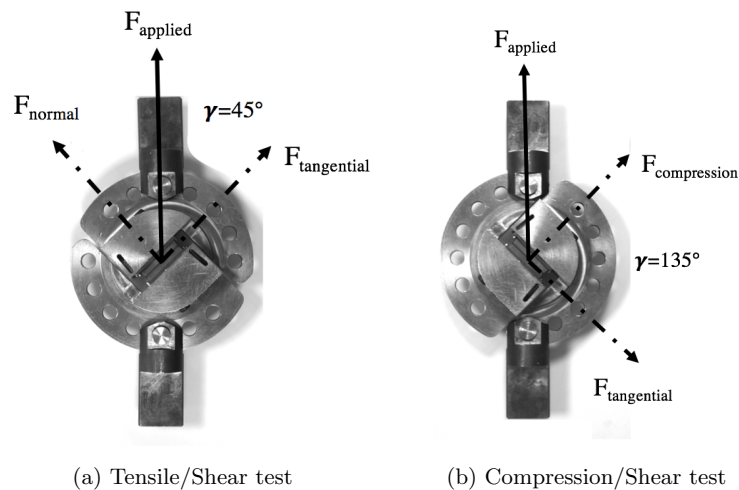 F_applied
F_normal
γ=45°
F_tangential
F_applied
F_compression
γ=135°
F_tangential
(a) Tensile/Shear test
(b) Compression/Shear test